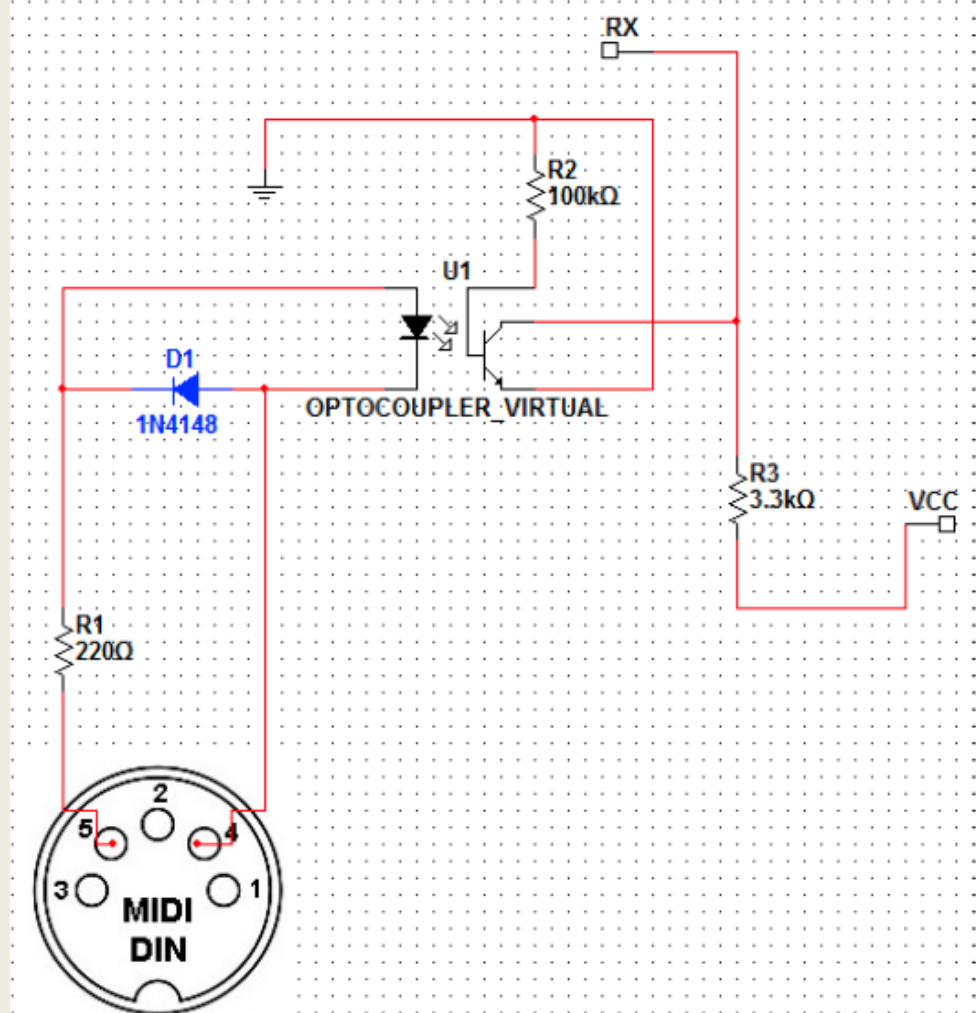 RX
R2
100kΩ
U1
D1
1N4148
OPTOCOUPLER_VIRTUAL
R3
3.3kΩ
VCC
R1
220Ω
2
5
4
3
1
MIDI
DIN